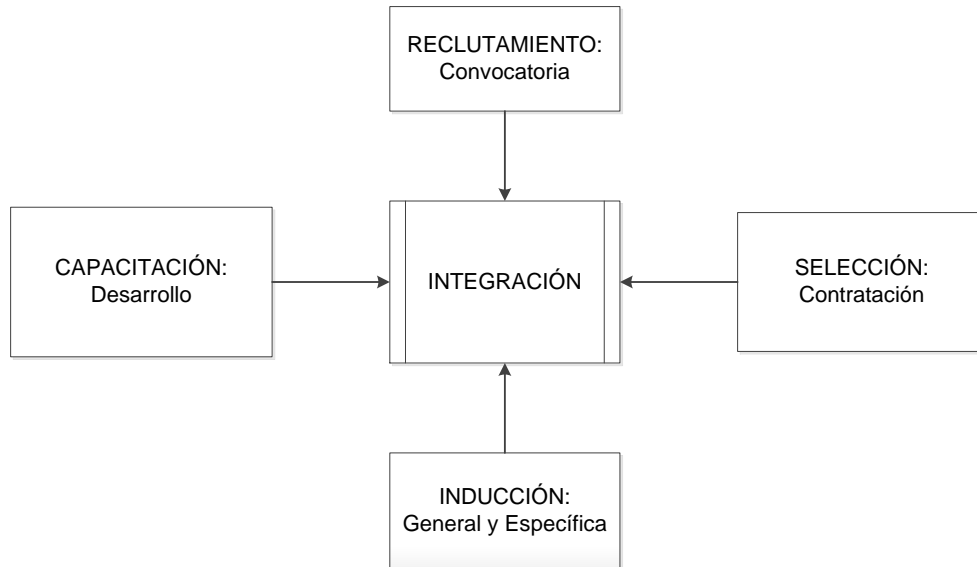 RECLUTAMIENTO:
Convocatoria
CAPACITACIÓN:
Desarrollo
INTEGRACIÓN
SELECCIÓN:
Contratación
INDUCCIÓN:
General y Específica